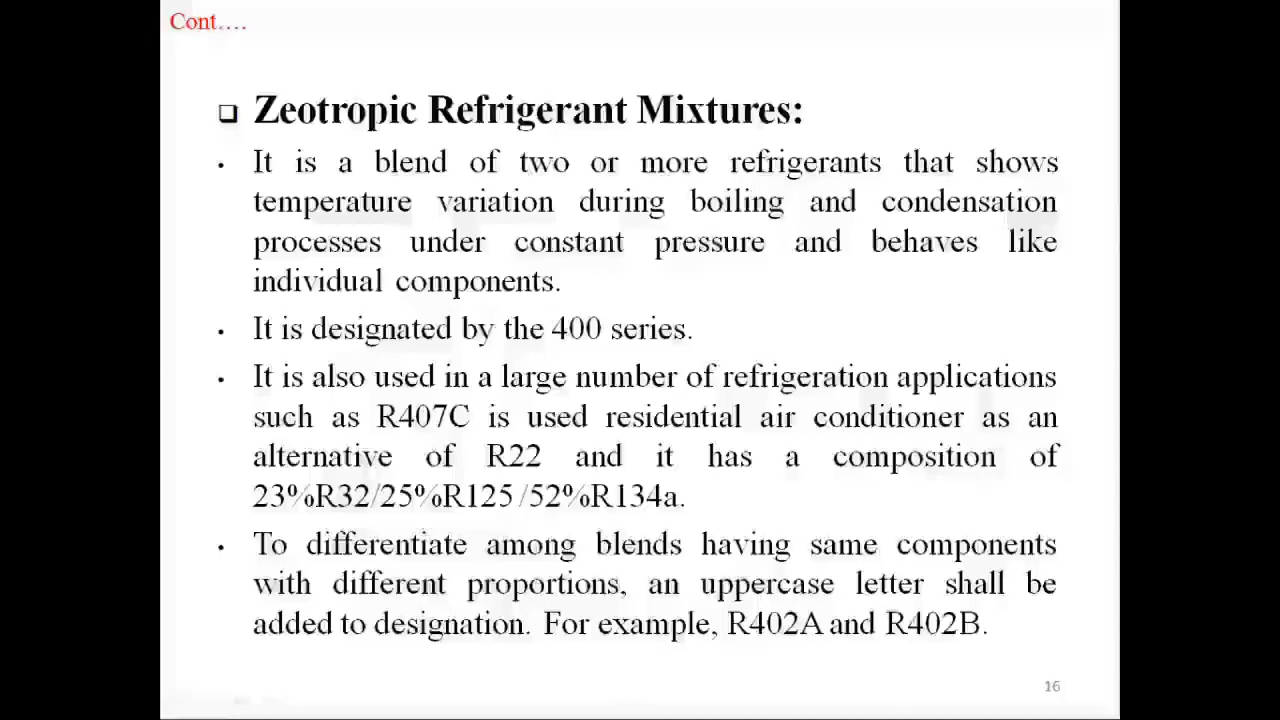 Cont....
❑ Zeotropic Refrigerant Mixtures:
• It is a blend of two or more refrigerants that shows
temperature variation during boiling and condensation
processes under constant pressure and behaves like
individual components.
• It is designated by the 400 series.
• It is also used in a large number of refrigeration applications
such as R407C is used residential air conditioner as an
alternative of R22 and it has a composition of
23%R32/25%R125/52%R134a.
• To differentiate among blends having same components
with different proportions, an uppercase letter shall be
added to designation. For example, R402A and R402B.
16